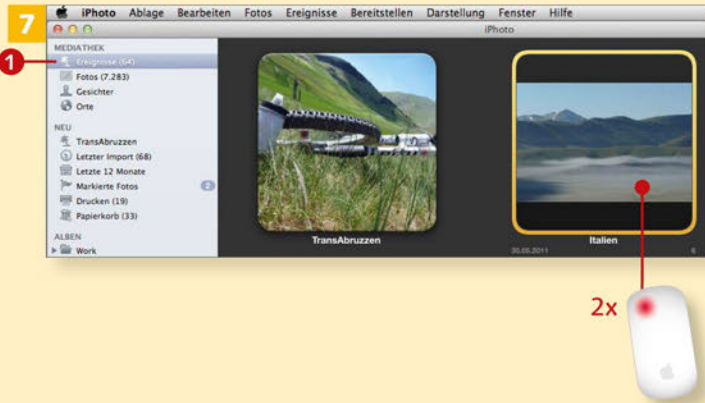 7
iPhoto Ablage Bearbeiten Fotos Ereignisse Bereitstellen Darstellung Fenster Hilfe
iPhoto
MEDIATHEK
1
Ereignisse (64)
Fotos (7.283)
Gesichter
Orte
NEU
TransAbruzzen
Letzter Import (68)
Letzte 12 Monate
Markierte Fotos 2
Drucken (19)
Papierkorb (33)
ALBEN
Work
TransAbruzzen
Italien
30.05.2011 6
2x